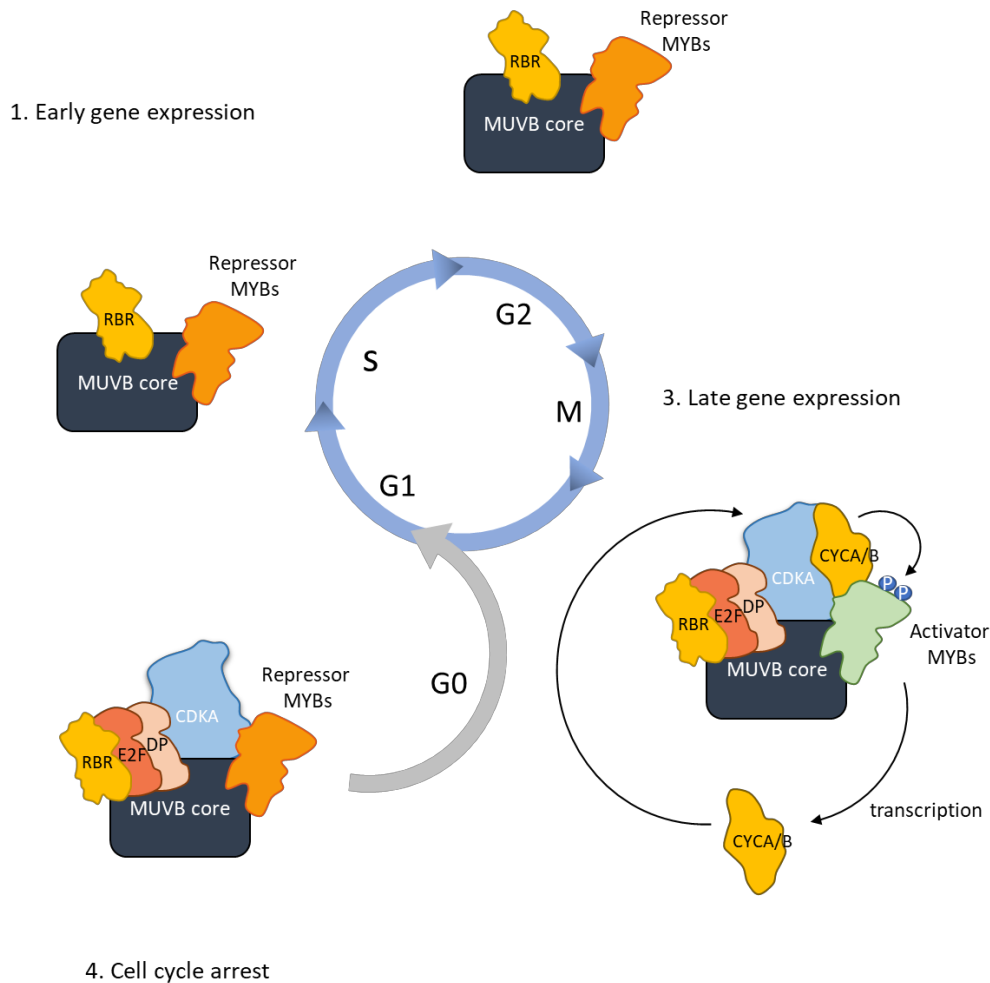 Repressor
MYBs
RBR
MUVB core
1. Early gene expression
Repressor
MYBs
RBR
MUVB core
S
G2
M
G1
G0
3. Late gene expression
CYCA/B
CDKA
P
P
DP
E2F
RBR
MUVB core
Activator
MYBs
transcription
CYCA/B
Repressor
MYBs
CDKA
DP
E2F
RBR
MUVB core
4. Cell cycle arrest